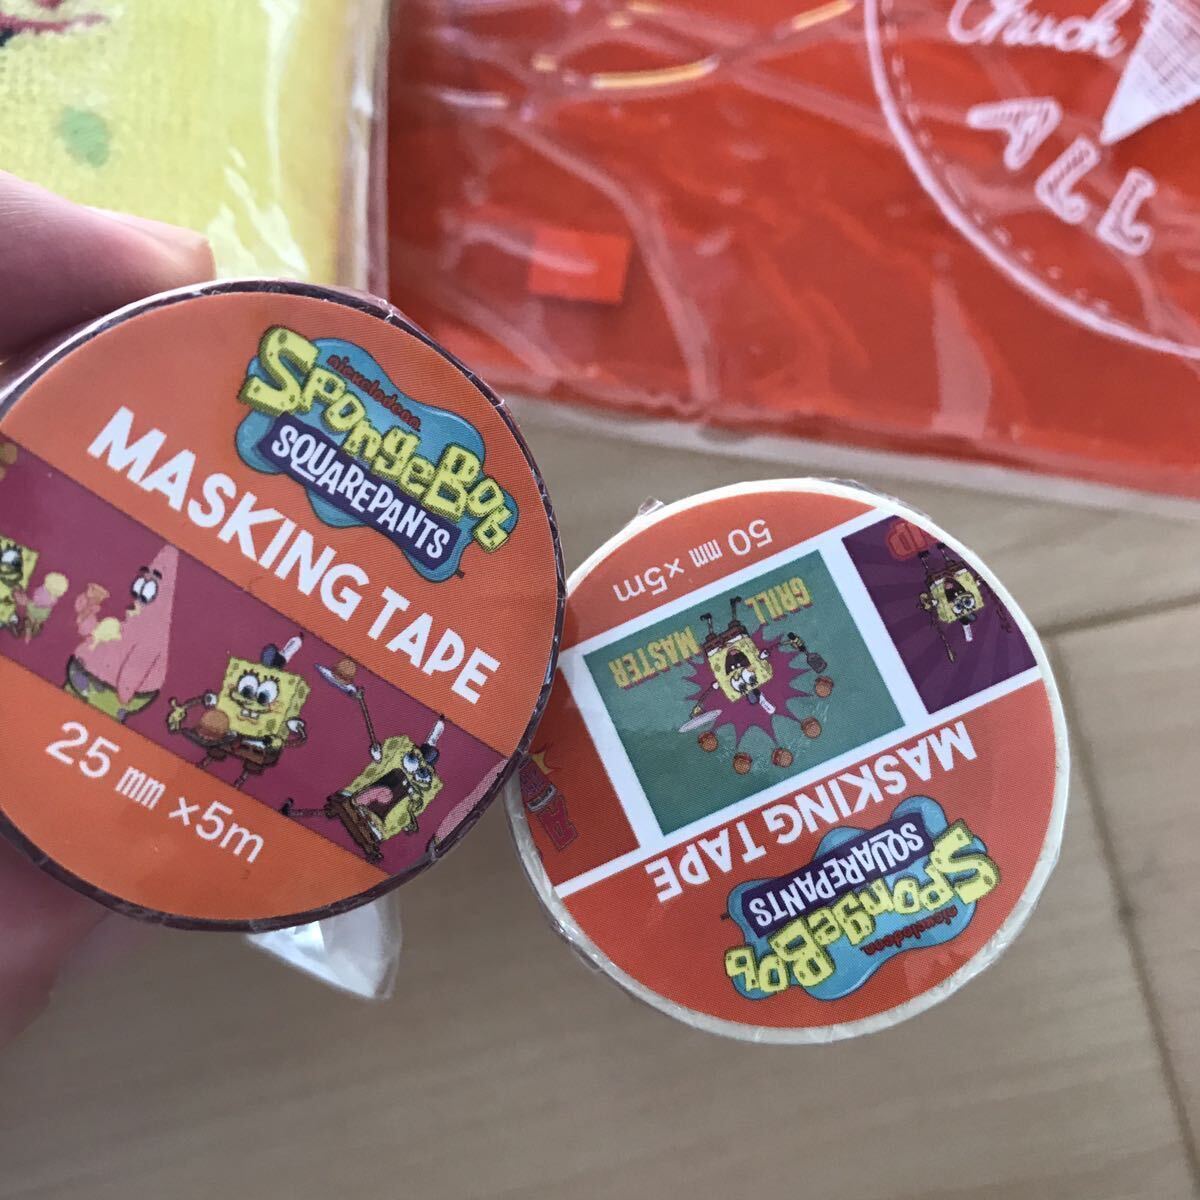 Chuck
ALL
nickelodeon
SPONGEBOB
SQUAREPANTS
MASKING TAPE
25 mm ×5m
50 mm ×5m
GRILL
MASTER
MASKING TAPE
nickelodeon
SPONGEBOB
SQUAREPANTS